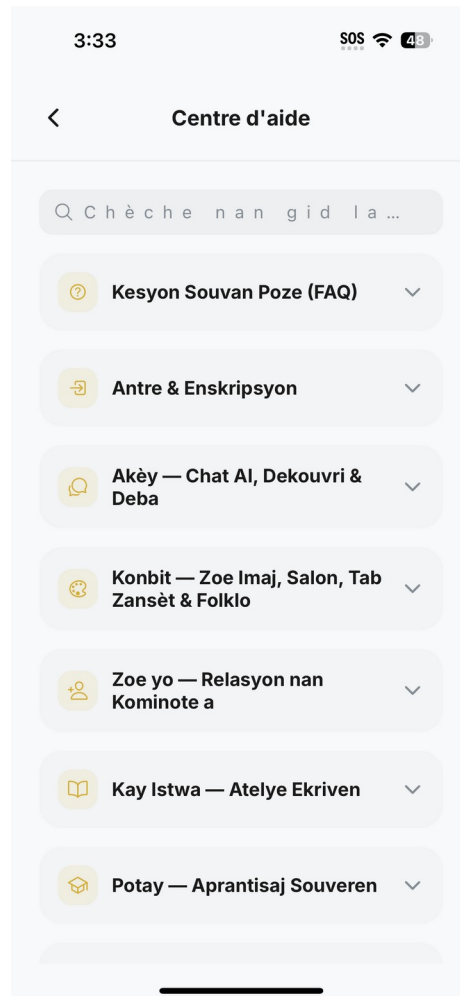 3:33
SOS
48
Centre d'aide
Chèche nan gid la...
Kesyon Souvan Poze (FAQ)
Antre & Enskripsyon
Akèy — Chat AI, Dekouvri &
Deba
Konbit — Zoe Imaj, Salon, Tab
Zansèt & Folklo
Zoe yo — Relasyon nan
Kominote a
Kay Istwa — Atelye Ekriven
Potay — Aprantisaj Souveren